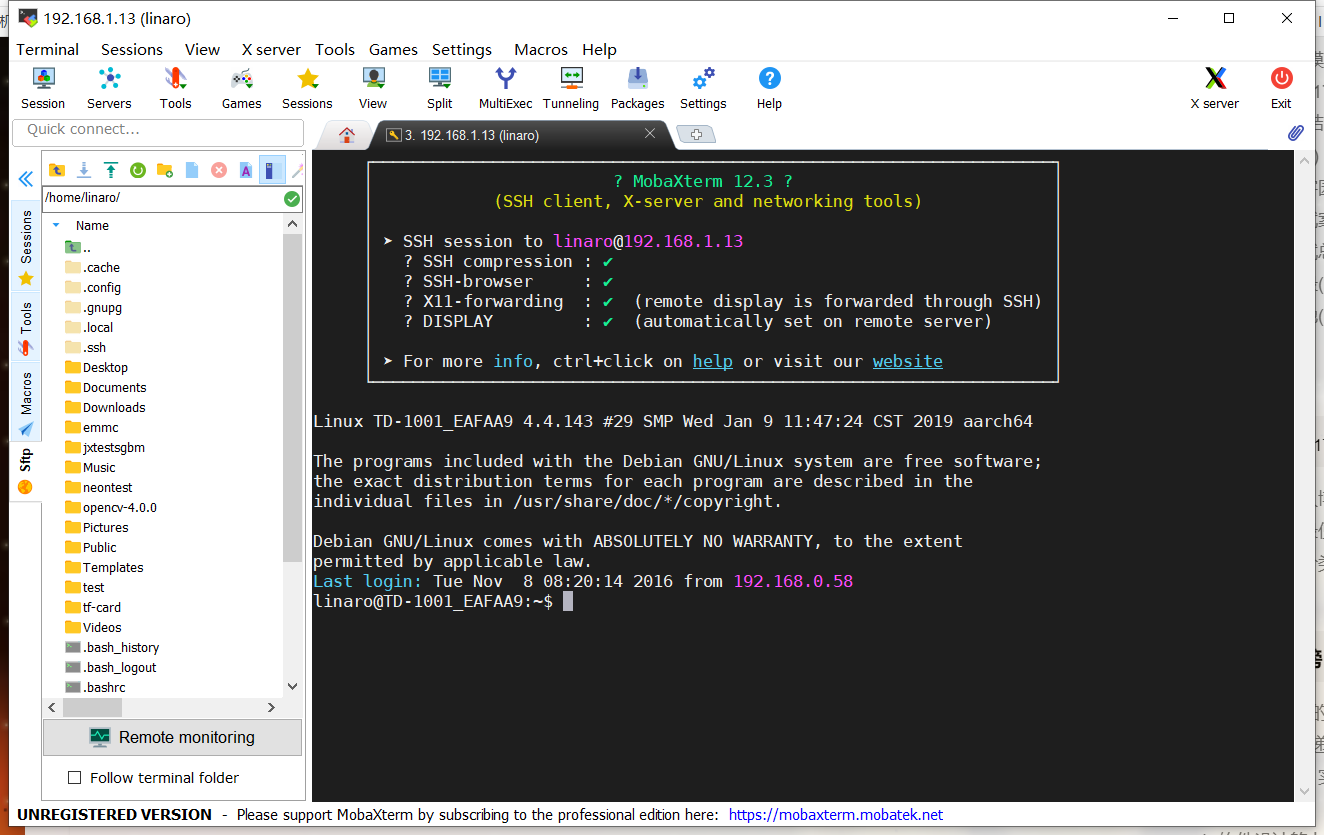 192.168.1.13 (linaro)
Terminal Sessions View X server Tools Games Settings Macros Help
Session Servers Tools Games Sessions View Split MultiExec Tunneling Packages Settings Help X server Exit
Quick connect...
3. 192.168.1.13 (linaro)
/home/linaro/
Name
..
.cache
.config
.gnupg
.local
.ssh
Desktop
Documents
Downloads
emmc
jxtestsgbm
Music
neontest
opencv-4.0.0
Pictures
Public
Templates
test
tf-card
Videos
.bash_history
.bash_logout
.bashrc
Sessions
Tools
Macros
Sftp
Remote monitoring
Follow terminal folder
? MobaXterm 12.3 ?
(SSH client, X-server and networking tools)
➤ SSH session to linaro@192.168.1.13
? SSH compression : ✔
? SSH-browser : ✔
? X11-forwarding : ✔ (remote display is forwarded through SSH)
? DISPLAY : ✔ (automatically set on remote server)
➤ For more info, ctrl+click on help or visit our website
Linux TD-1001_EAFAA9 4.4.143 #29 SMP Wed Jan 9 11:47:24 CST 2019 aarch64
The programs included with the Debian GNU/Linux system are free software;
the exact distribution terms for each program are described in the
individual files in /usr/share/doc/*/copyright.
Debian GNU/Linux comes with ABSOLUTELY NO WARRANTY, to the extent
permitted by applicable law.
Last login: Tue Nov 8 08:20:14 2016 from 192.168.0.58
linaro@TD-1001_EAFAA9:~$
UNREGISTERED VERSION - Please support MobaXterm by subscribing to the professional edition here: https://mobaxterm.mobatek.net